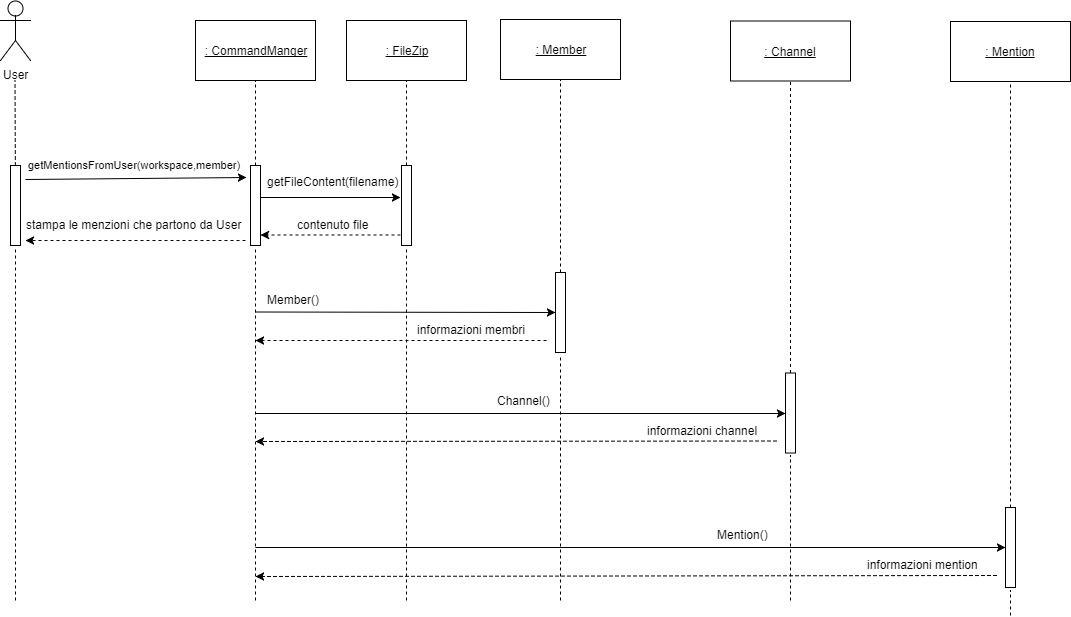 User
: CommandManger
: FileZip
: Member
: Channel
: Mention
getMentionsFromUser(workspace,member)
getFileContent(filename)
stampa le menzioni che partono da User
contenuto file
Member()
informazioni membri
Channel()
informazioni channel
Mention()
informazioni mention